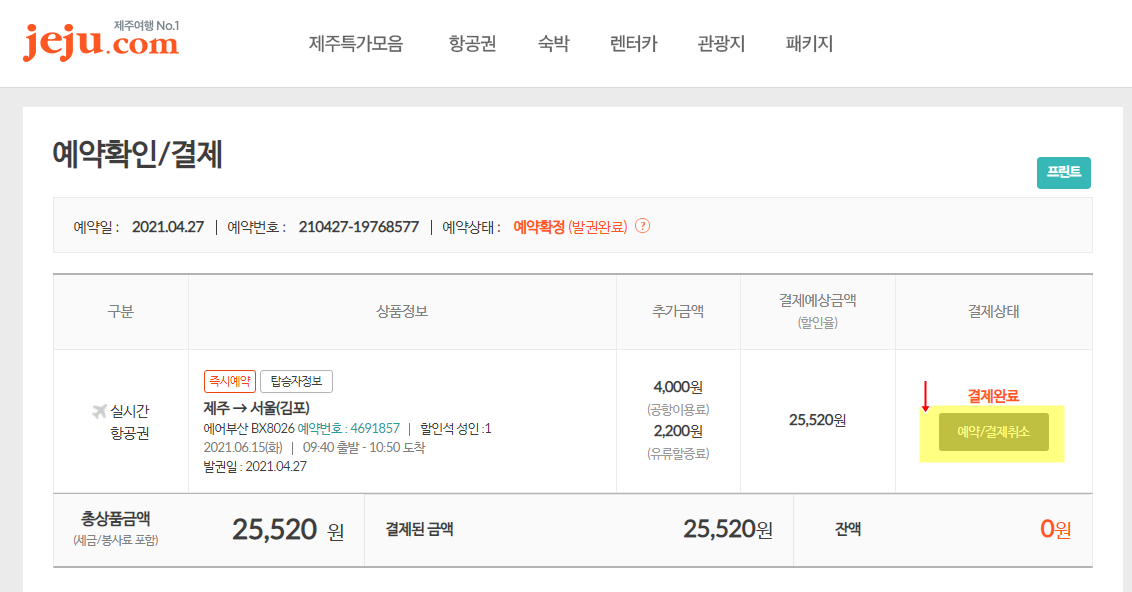 제주여행 No.1
jeju.com
제주특가모음 항공권 숙박 렌터카 관광지 패키지
예약확인/결제
프린트
예약일 : 2021.04.27 | 예약번호 : 210427-19768577 | 예약상태 : 예약확정 (발권완료) ?
구분 상품정보 추가금액 결제예상금액 결제상태
(할인율)
실시간
항공권
즉시예약 탑승자정보
제주 → 서울(김포)
에어부산 BX8026 예약번호 : 4691857 | 할인석 성인 :1
2021.06.15(화) | 09:40 출발 - 10:50 도착
발권일 : 2021.04.27
4,000원
(공항이용료)
2,200원
(유류할증료)
25,520원
결제완료
예약/결제취소
총상품금액
(세금/봉사료 포함)
25,520 원
결제된 금액 25,520원
잔액 0원